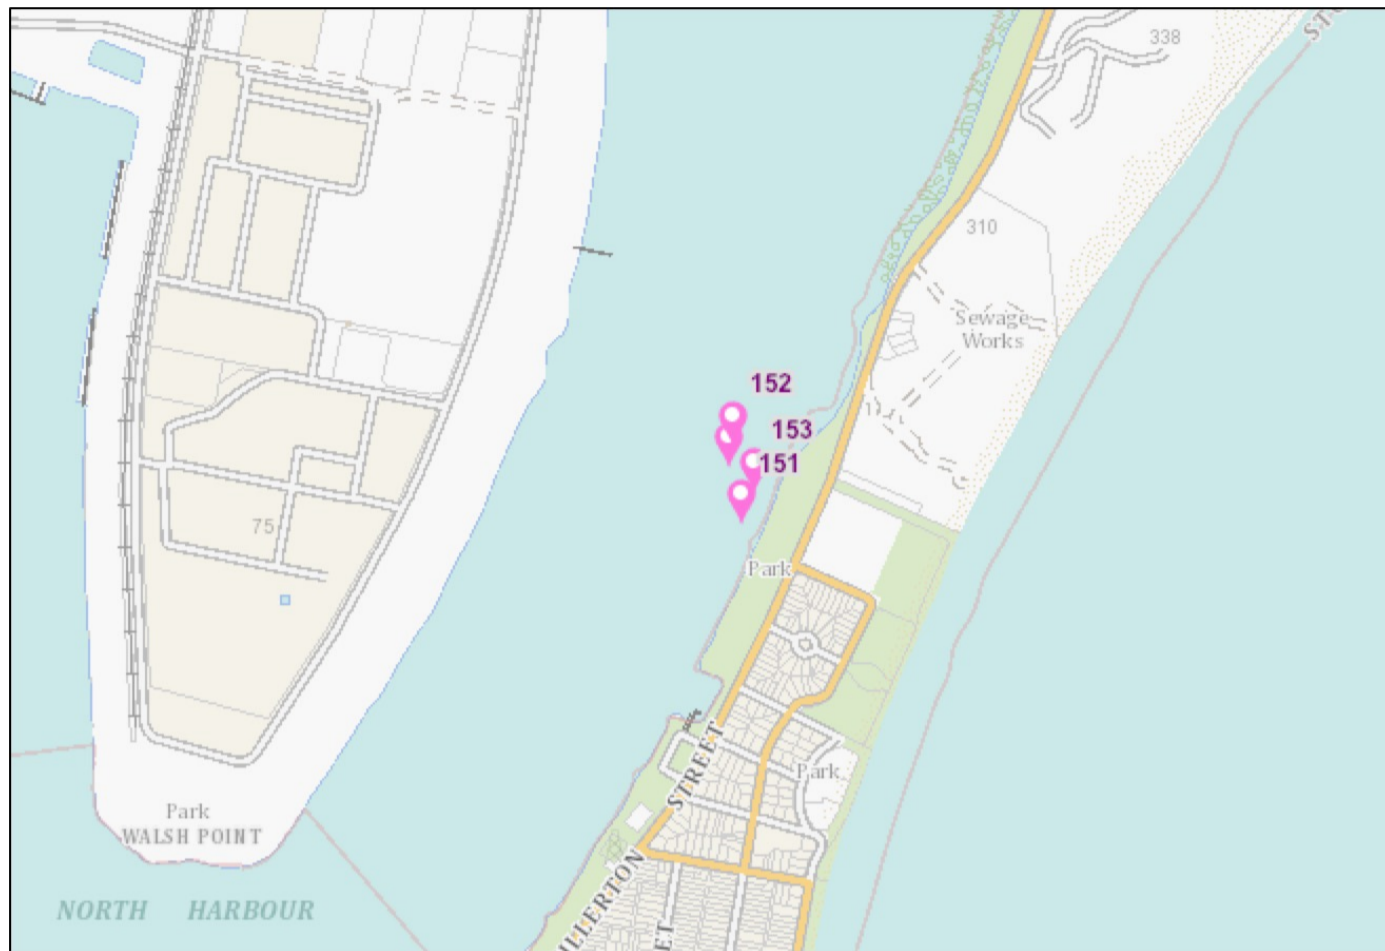 338
310
Sewage
Works
152
153
151
75
Park
STREET
Park
Park
WALSH POINT
NORTH HARBOUR